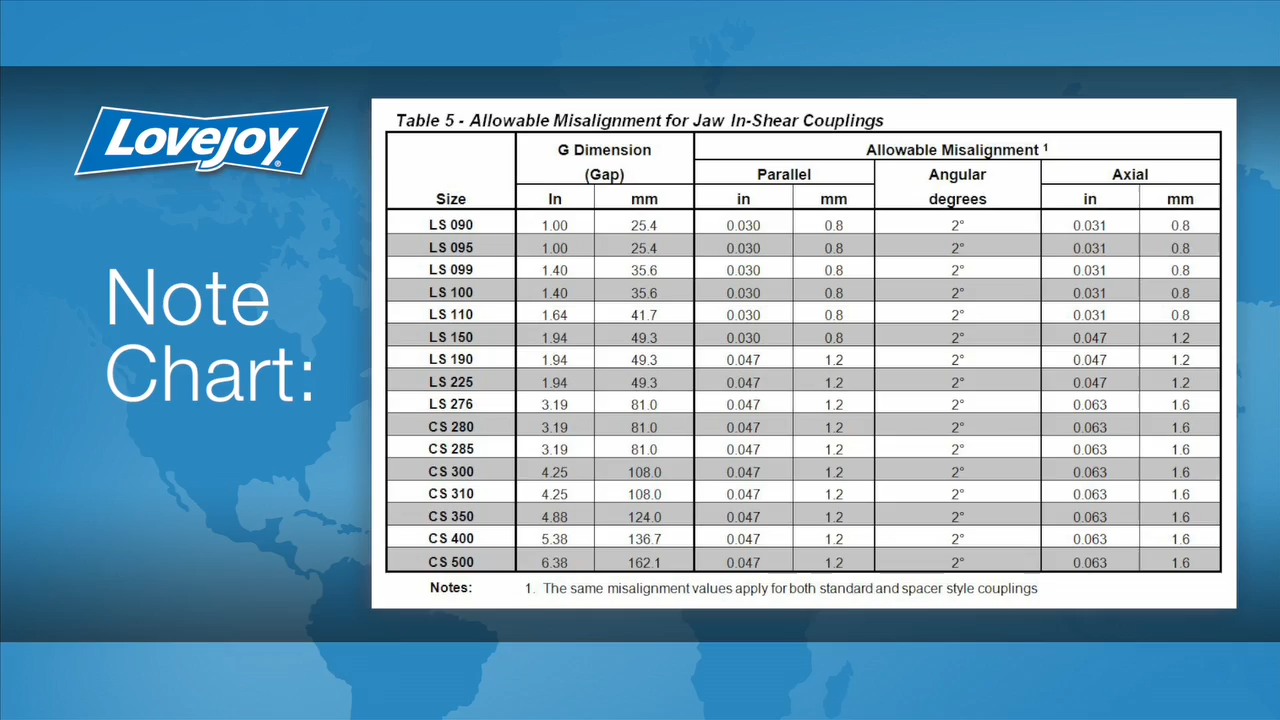 Lovejoy®
Note
Chart:
Table 5 - Allowable Misalignment for Jaw In-Shear Couplings
G Dimension Allowable Misalignment 1
(Gap) Parallel Angular Axial
Size In mm in mm degrees in mm
LS 090 1.00 25.4 0.030 0.8 2° 0.031 0.8
LS 095 1.00 25.4 0.030 0.8 2° 0.031 0.8
LS 099 1.40 35.6 0.030 0.8 2° 0.031 0.8
LS 100 1.40 35.6 0.030 0.8 2° 0.031 0.8
LS 110 1.64 41.7 0.030 0.8 2° 0.031 0.8
LS 150 1.94 49.3 0.030 0.8 2° 0.047 1.2
LS 190 1.94 49.3 0.047 1.2 2° 0.047 1.2
LS 225 1.94 49.3 0.047 1.2 2° 0.047 1.2
LS 276 3.19 81.0 0.047 1.2 2° 0.063 1.6
CS 280 3.19 81.0 0.047 1.2 2° 0.063 1.6
CS 285 3.19 81.0 0.047 1.2 2° 0.063 1.6
CS 300 4.25 108.0 0.047 1.2 2° 0.063 1.6
CS 310 4.25 108.0 0.047 1.2 2° 0.063 1.6
CS 350 4.88 124.0 0.047 1.2 2° 0.063 1.6
CS 400 5.38 136.7 0.047 1.2 2° 0.063 1.6
CS 500 6.38 162.1 0.047 1.2 2° 0.063 1.6
Notes: 1. The same misalignment values apply for both standard and spacer style couplings